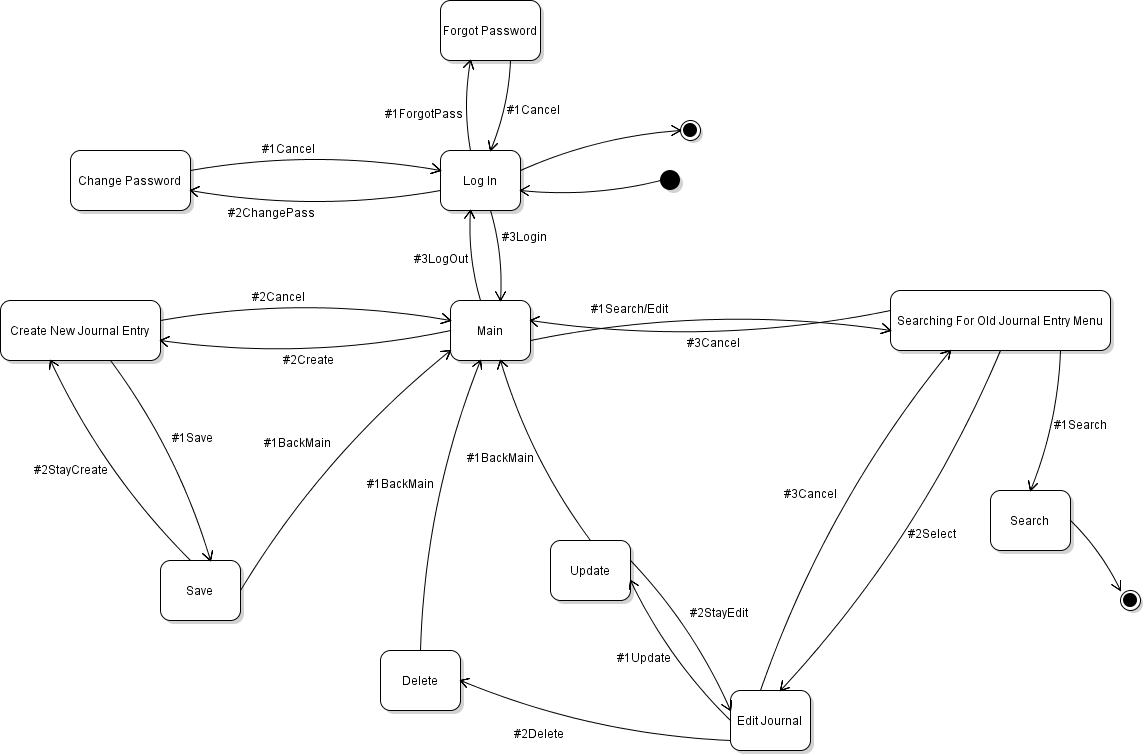 Forgot Password
#1ForgotPass
#1Cancel
#1Cancel
Change Password
Log In
#2ChangePass
#3Login
#3LogOut
#2Cancel
#1Search/Edit
Create New Journal Entry
Main
Searching For Old Journal Entry Menu
#2Create
#3Cancel
#1Save
#1BackMain
#1Search
#2StayCreate
#1BackMain
#1BackMain
#3Cancel
Search
#2Select
Update
Save
#2StayEdit
#1Update
Delete
Edit Journal
#2Delete